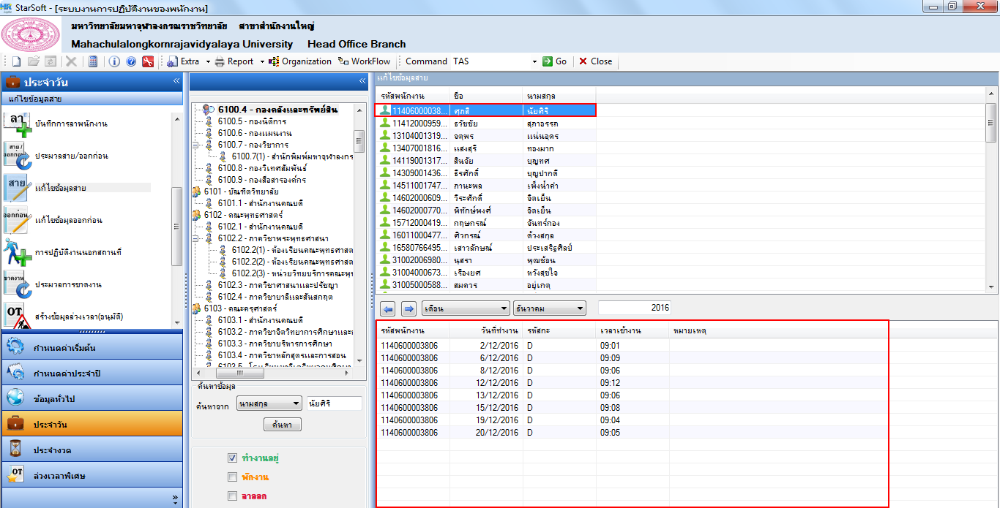 StarSoft - [ระบบงานการปฏิบัติงานของพนักงาน]
มหาวิทยาลัยมหาจุฬาลงกรณราชวิทยาลัย สาขาสำนักงานใหญ่
Mahachulalongkornrajavidyalaya University Head Office Branch
Extra Report Organization WorkFlow Command TAS Go Close
ประจำวัน
แก้ไขข้อมูลสาย
บันทึกการลาพนักงาน
ประมวลสาย/ออกก่อน
แก้ไขข้อมูลสาย
แก้ไขข้อมูลออกก่อน
การปฏิบัติงานนอกสถานที่
ประมวลการขาดงาน
สร้างข้อมูลล่วงเวลา(อนุมัติ)
กำหนดค่าเริ่มต้น
กำหนดค่าประจำปี
ข้อมูลทั่วไป
ประจำวัน
ประจำงวด
ล่วงเวลาพิเศษ
6100.4 - กองคลังและทรัพย์สิน
6100.5 - กองนิติการ
6100.6 - กองแผนงาน
6100.7 - กองวิชาการ
6100.7(1) - สำนักพิมพ์มหาจุฬาลงกร
6100.8 - กองวิเทศสัมพันธ์
6100.9 - กองสื่อสารองค์กร
6101 - บัณฑิตวิทยาลัย
6101.1 - สำนักงานคณบดี
6102 - คณะพุทธศาสตร์
6102.1 - สำนักงานคณบดี
6102.2 - ภาควิชาพระพุทธศาสนา
6102.2(1) - ห้องเรียนคณะพุทธศาสต
6102.2(2) - ห้องเรียนคณะพุทธศาสต
6102.2(3) - หน่วยวิทยบริการคณะพุท
6102.3 - ภาควิชาศาสนาและปรัชญา
6102.4 - ภาควิชาบาลีและสันสกฤต
6103 - คณะครุศาสตร์
6103.1 - สำนักงานคณบดี
6103.2 - ภาควิชาจิตวิทยาการศึกษาและ
6103.3 - ภาควิชาบริหารการศึกษา
6103.4 - ภาควิชาหลักสูตรและการสอน
ค้นหาข้อมูล
ค้นหาจาก นามสกุล นัยศิริ
ค้นหา
ทำงานอยู่
พักงาน
ลาออก
แก้ไขข้อมูลสาย
รหัสพนักงาน ชื่อ นามสกุล
11406000038... ศุภสี นัยศิริ
11412000959... ธวัชชัย สุภาอรรถ
13104001319... จตุพร แน่นอุดร
13407001816... แสงสุรี ทองมาก
14119001317... สินชัย บุญทศ
14309001436... ธีรศักดิ์ บุญปากดี
14511001747... ภานะพล เพ็งน้ำคำ
14602000609... วีระศักดิ์ จิตเย็น
14602000770... พิทักษ์พงศ์ จิตเย็น
15712000419... กฤษกรณ์ จันทร์กอง
16011000477... ศิวกรณ์ ด้วงสกุล
16580766495... เสาวลักษณ์ ประเสริฐศิลป์
31002006980... นุสรา พุฒซ้อน
31004000673... เรืองยศ หวังสุขใจ
31005000588... สมควร อยู่เกตุ
เดือน ธันวาคม 2016
รหัสพนักงาน วันที่ทำงาน รหัสกะ เวลาเข้างาน หมายเหตุ
1140600003806 2/12/2016 D 09:01
1140600003806 6/12/2016 D 09:09
1140600003806 8/12/2016 D 09:06
1140600003806 12/12/2016 D 09:12
1140600003806 13/12/2016 D 09:06
1140600003806 15/12/2016 D 09:08
1140600003806 19/12/2016 D 09:04
1140600003806 20/12/2016 D 09:05